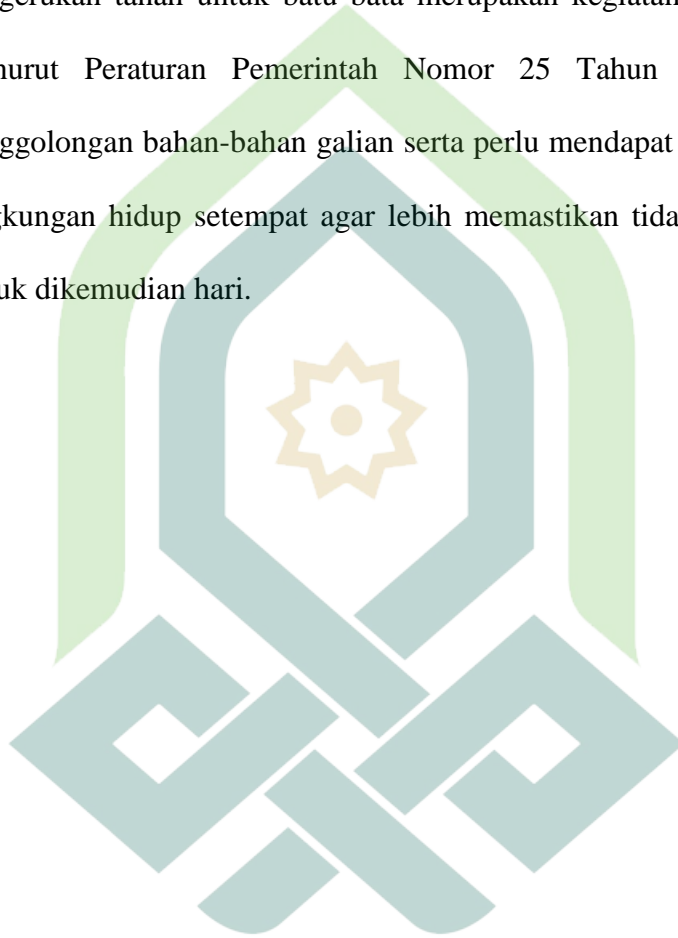 gerukan tanah untuk batu bata merupakan kegiatan
nurut Peraturan Pemerintah Nomor 25 Tahun
ggolongan bahan-bahan galian serta perlu mendapat
gkungan hidup setempat agar lebih memastikan tida
uk dikemudian hari.